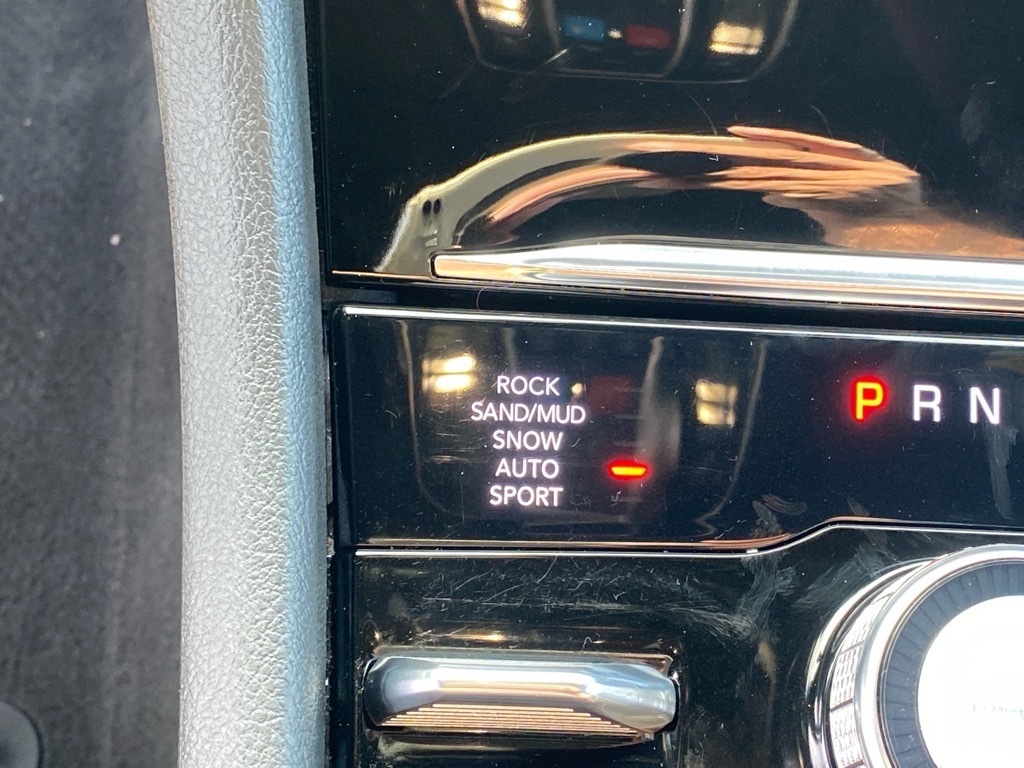 ROCK
SAND/MUD
SNOW
AUTO
SPORT
P R N